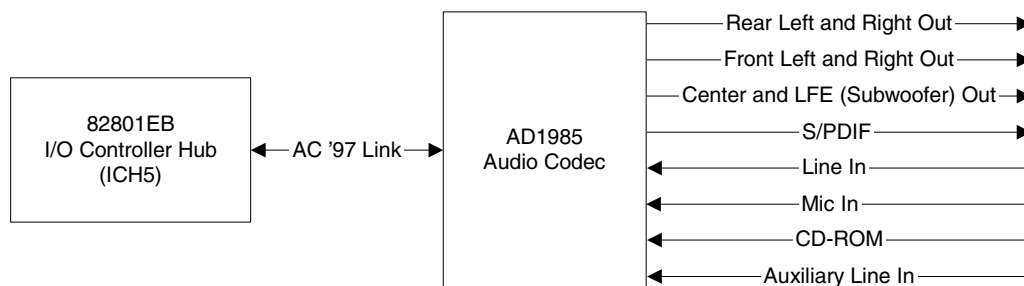 82801EB
I/O Controller Hub
(ICH5)
AC '97 Link
AD1985
Audio Codec
Rear Left and Right Out
Front Left and Right Out
Center and LFE (Subwoofer) Out
S/PDIF
Line In
Mic In
CD-ROM
Auxiliary Line In